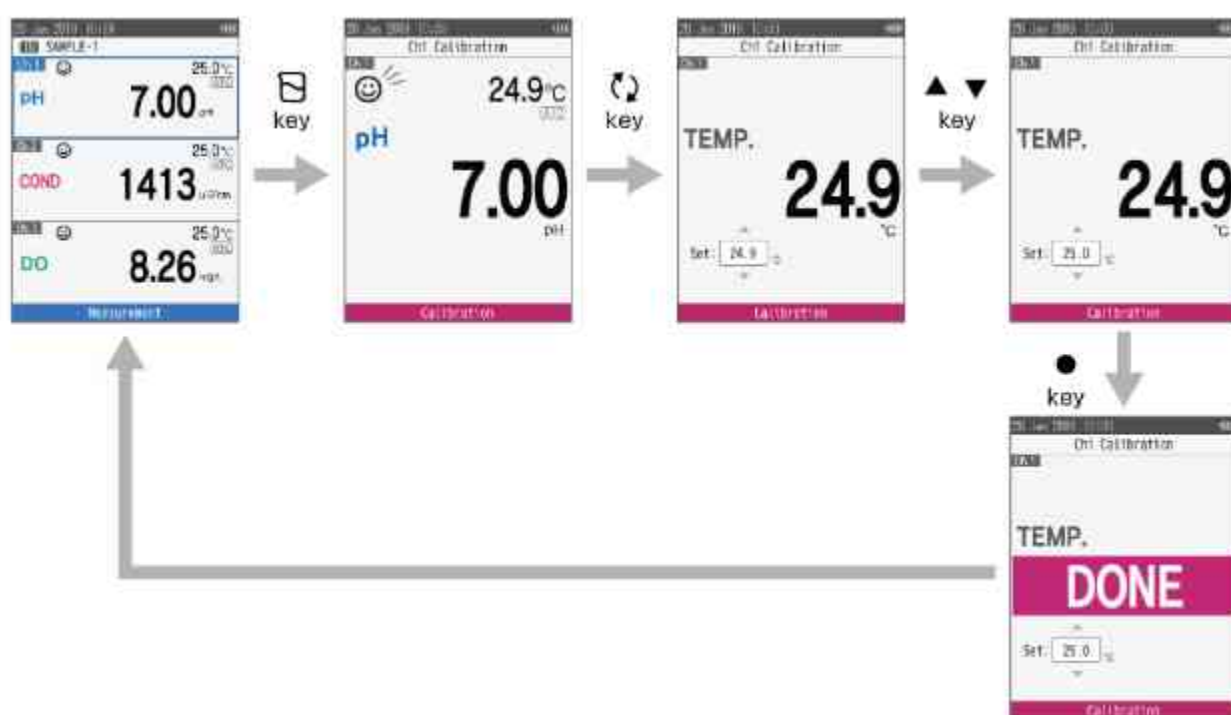 SAMPLE-1
25.0℃
pH
7.00 pH
25.0℃
COND
1413
25.0℃
DO
8.26
Measurement
key
Ch1 Calibration
24.9℃
pH
7.00
pH
Calibration
key
Ch1 Calibration
TEMP.
24.9
℃
Set: 24.9 ℃
Calibration
▲ ▼
key
Ch1 Calibration
TEMP.
24.9
℃
Set: 25.0 ℃
Calibration
●
key
Ch1 Calibration
TEMP.
DONE
Set: 25.0 ℃
Calibration